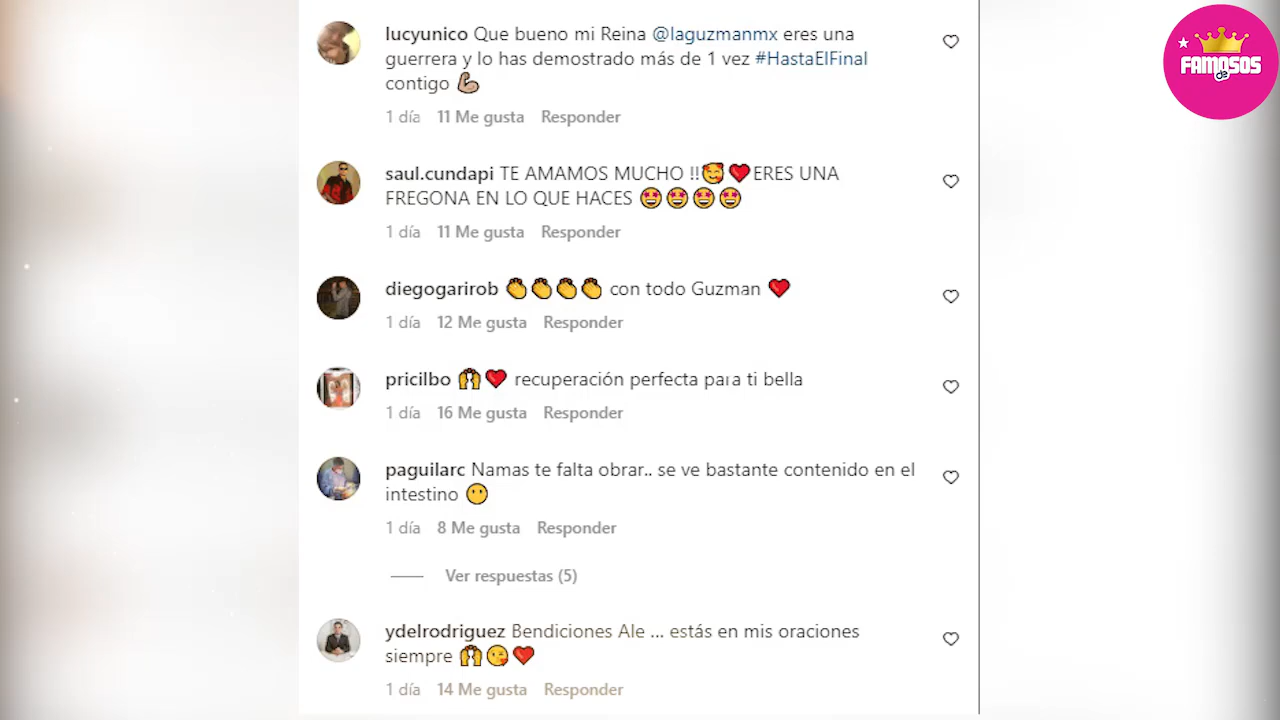 FAMOSOS
de
lucyunico Que bueno mi Reina @laguzmanmx eres una
guerrera y lo has demostrado más de 1 vez #HastaElFinal
contigo 💪
1 día 11 Me gusta Responder
saul.cundapi TE AMAMOS MUCHO !!🥰❤️ERES UNA
FREGONA EN LO QUE HACES 🤩🤩🤩🤩
1 día 11 Me gusta Responder
diegogarirob 👏👏👏👏 con todo Guzman ❤️
1 día 12 Me gusta Responder
pricilbo 🙌❤️ recuperación perfecta para ti bella
1 día 16 Me gusta Responder
paguilarc Namas te falta obrar.. se ve bastante contenido en el
intestino 😶
1 día 8 Me gusta Responder
Ver respuestas (5)
ydelrodriguez Bendiciones Ale ... estás en mis oraciones
siempre 🙌😘❤️
1 día 14 Me gusta Responder